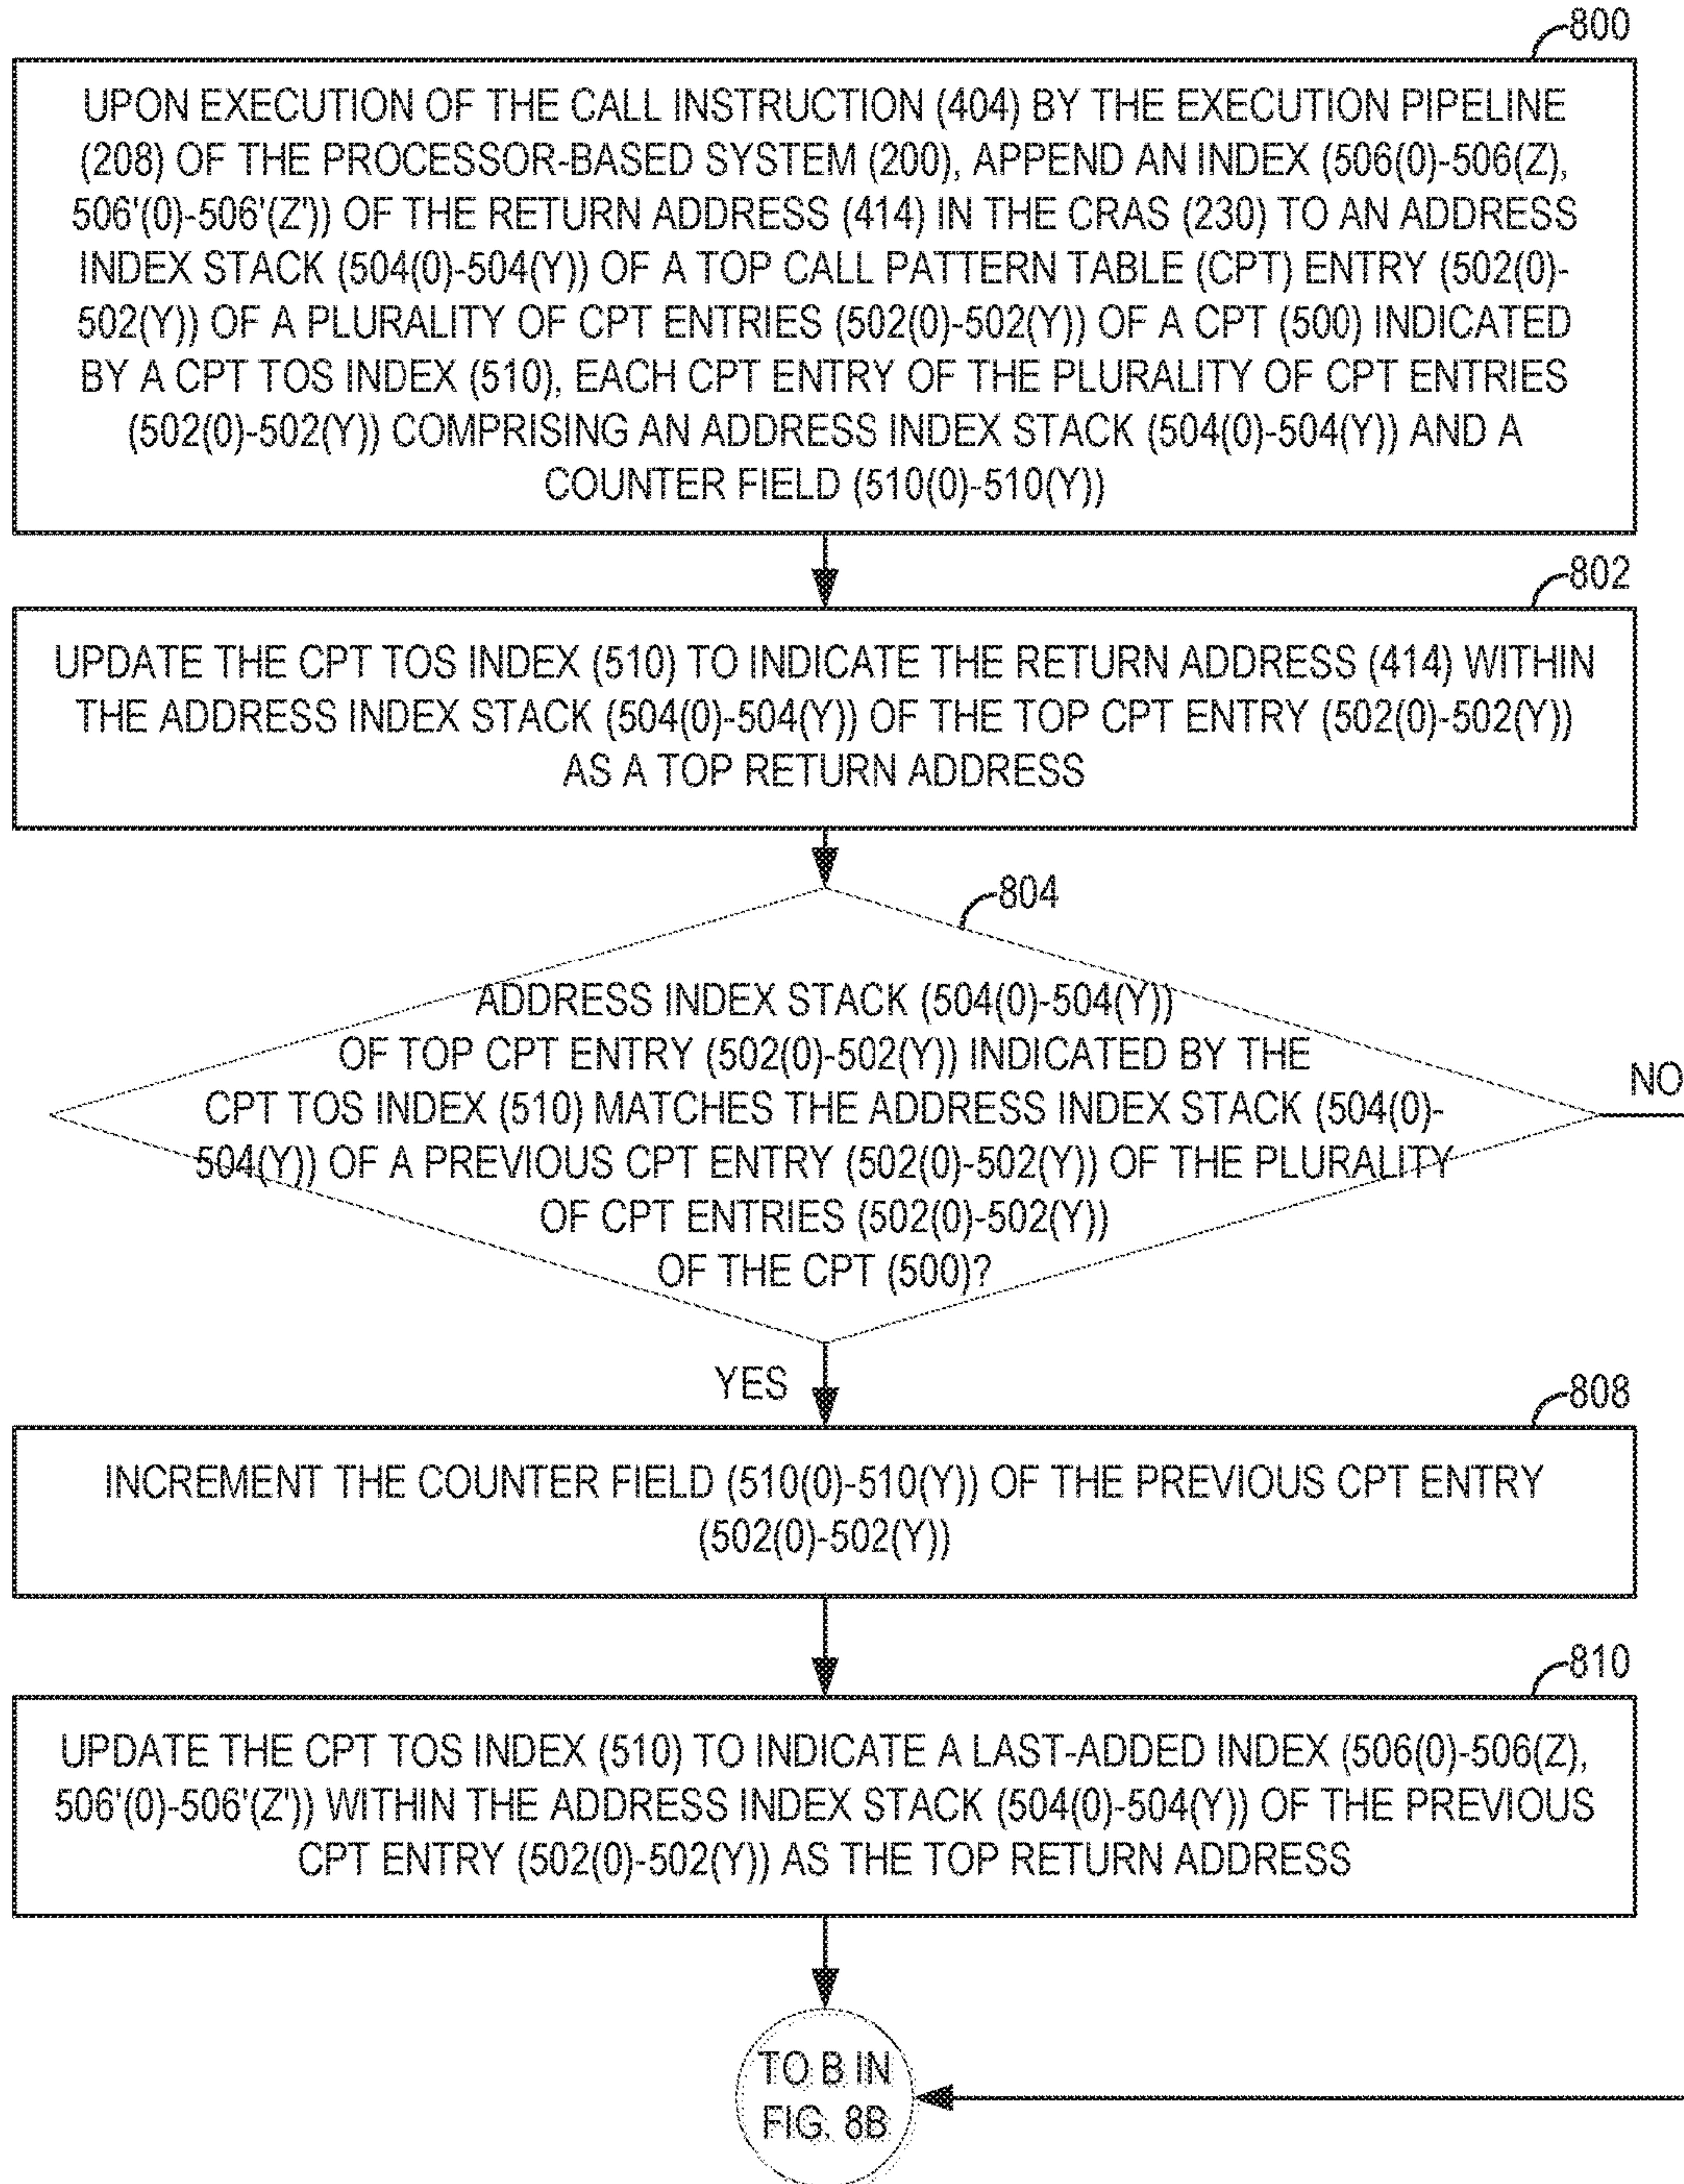 800
UPON EXECUTION OF THE CALL INSTRUCTION (404) BY THE EXECUTION PIPELINE
(208) OF THE PROCESSOR-BASED SYSTEM (200), APPEND AN INDEX (506(0)-506(Z),
506'(0)-506'(Z')) OF THE RETURN ADDRESS (414) IN THE CRAS (230) TO AN ADDRESS
INDEX STACK (504(0)-504(Y)) OF A TOP CALL PATTERN TABLE (CPT) ENTRY (502(0)-
502(Y)) OF A PLURALITY OF CPT ENTRIES (502(0)-502(Y)) OF A CPT (500) INDICATED
BY A CPT TOS INDEX (510), EACH CPT ENTRY OF THE PLURALITY OF CPT ENTRIES
(502(0)-502(Y)) COMPRISING AN ADDRESS INDEX STACK (504(0)-504(Y)) AND A
COUNTER FIELD (510(0)-510(Y))
802
UPDATE THE CPT TOS INDEX (510) TO INDICATE THE RETURN ADDRESS (414) WITHIN
THE ADDRESS INDEX STACK (504(0)-504(Y)) OF THE TOP CPT ENTRY (502(0)-502(Y))
AS A TOP RETURN ADDRESS
804
ADDRESS INDEX STACK (504(0)-504(Y))
OF TOP CPT ENTRY (502(0)-502(Y)) INDICATED BY THE
CPT TOS INDEX (510) MATCHES THE ADDRESS INDEX STACK (504(0)-
504(Y)) OF A PREVIOUS CPT ENTRY (502(0)-502(Y)) OF THE PLURALITY
OF CPT ENTRIES (502(0)-502(Y))
OF THE CPT (500)?
NO
YES
808
INCREMENT THE COUNTER FIELD (510(0)-510(Y)) OF THE PREVIOUS CPT ENTRY
(502(0)-502(Y))
810
UPDATE THE CPT TOS INDEX (510) TO INDICATE A LAST-ADDED INDEX (506(0)-506(Z),
506'(0)-506'(Z')) WITHIN THE ADDRESS INDEX STACK (504(0)-504(Y)) OF THE PREVIOUS
CPT ENTRY (502(0)-502(Y)) AS THE TOP RETURN ADDRESS
TO B IN
FIG. 8B